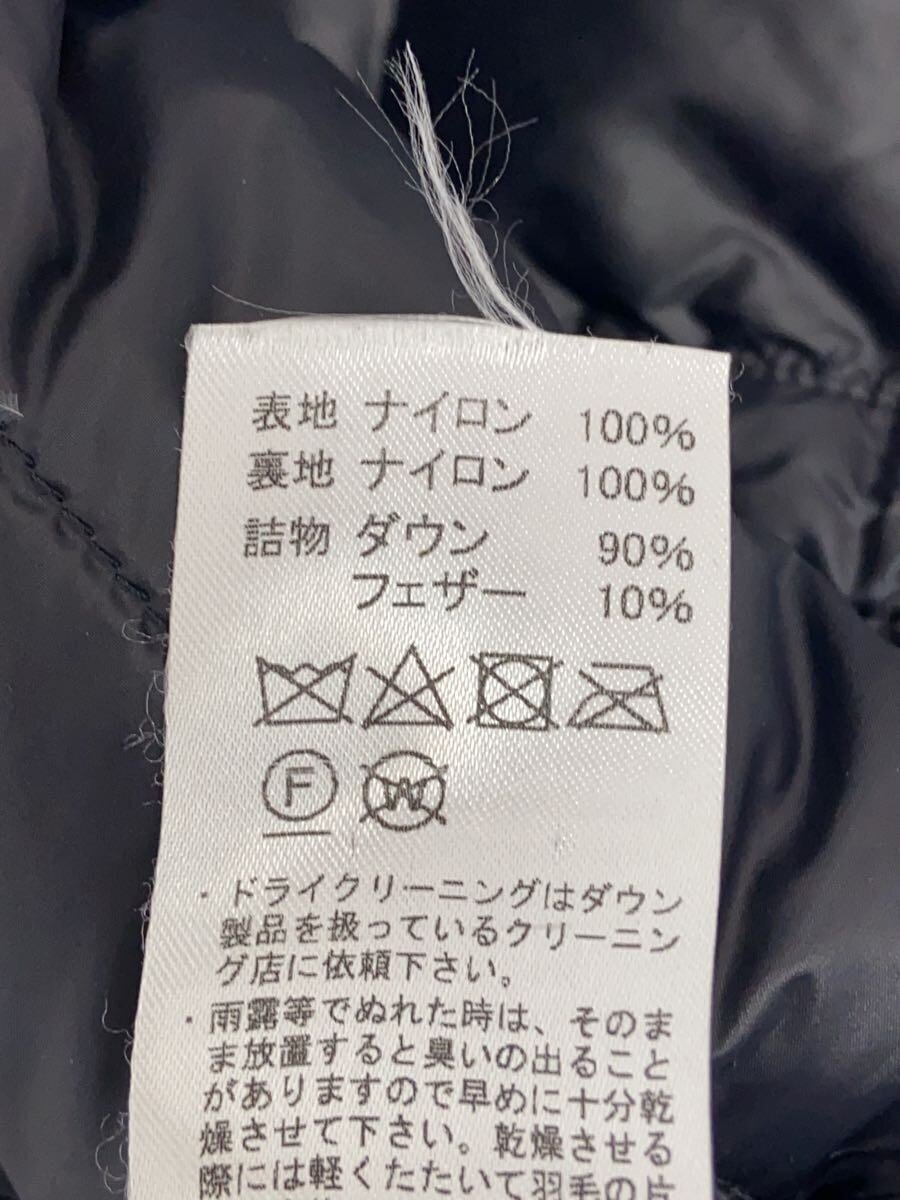 表地 ナイロン 100%
裏地 ナイロン 100%
詰物 ダウン 90%
フェザー 10%
F W
・ドライクリーニングはダウン
製品を扱っているクリーニン
グ店に依頼下さい。
・雨露等でぬれた時は、そのま
ま放置すると臭いの出ること
がありますので早めに十分乾
燥させて下さい。乾燥させる
際には軽くたたいて羽毛の片